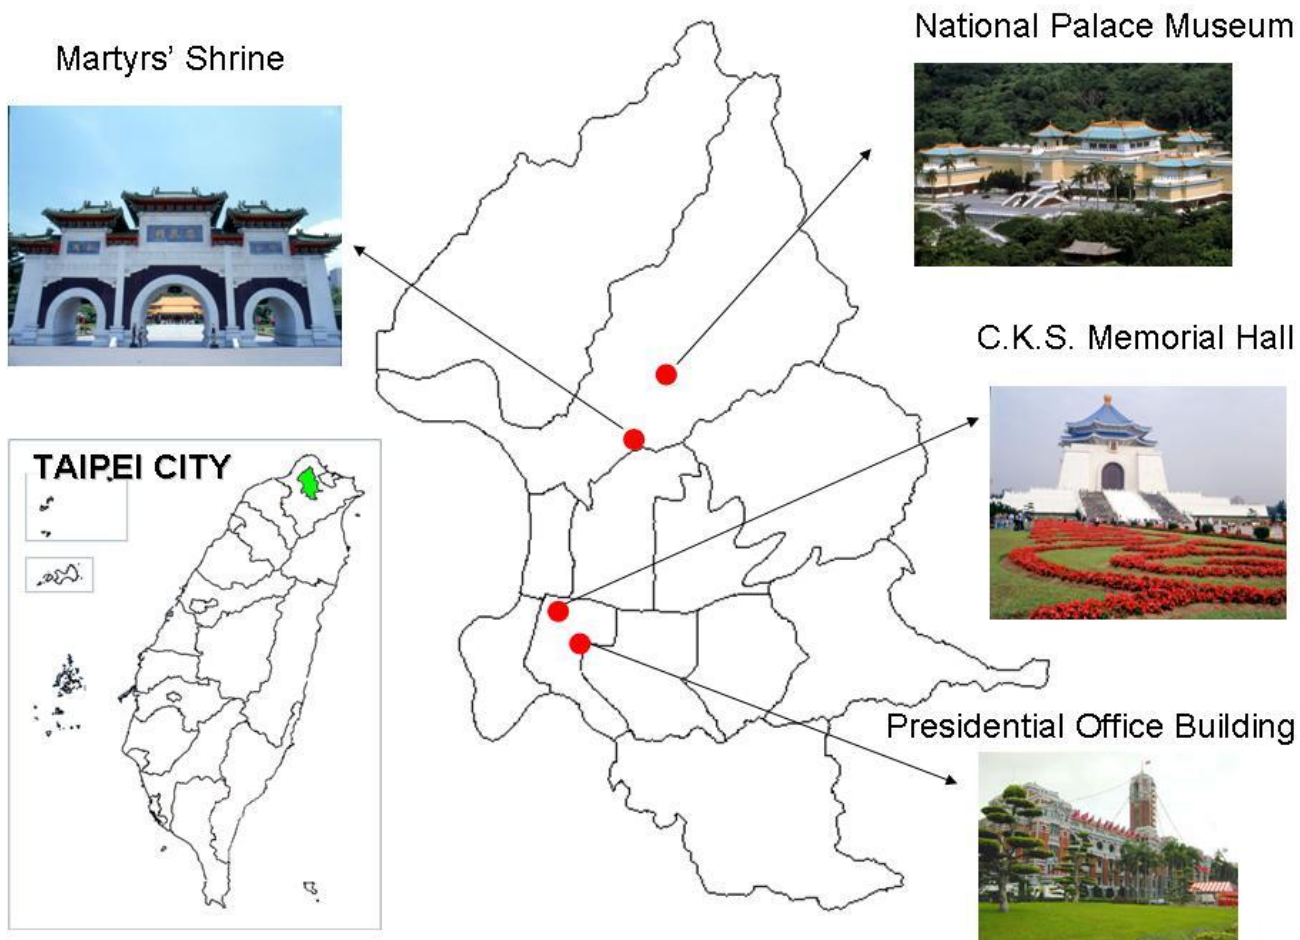 Martyrs' Shrine
National Palace Museum
C.K.S. Memorial Hall
TAIPEI CITY
Presidential Office Building